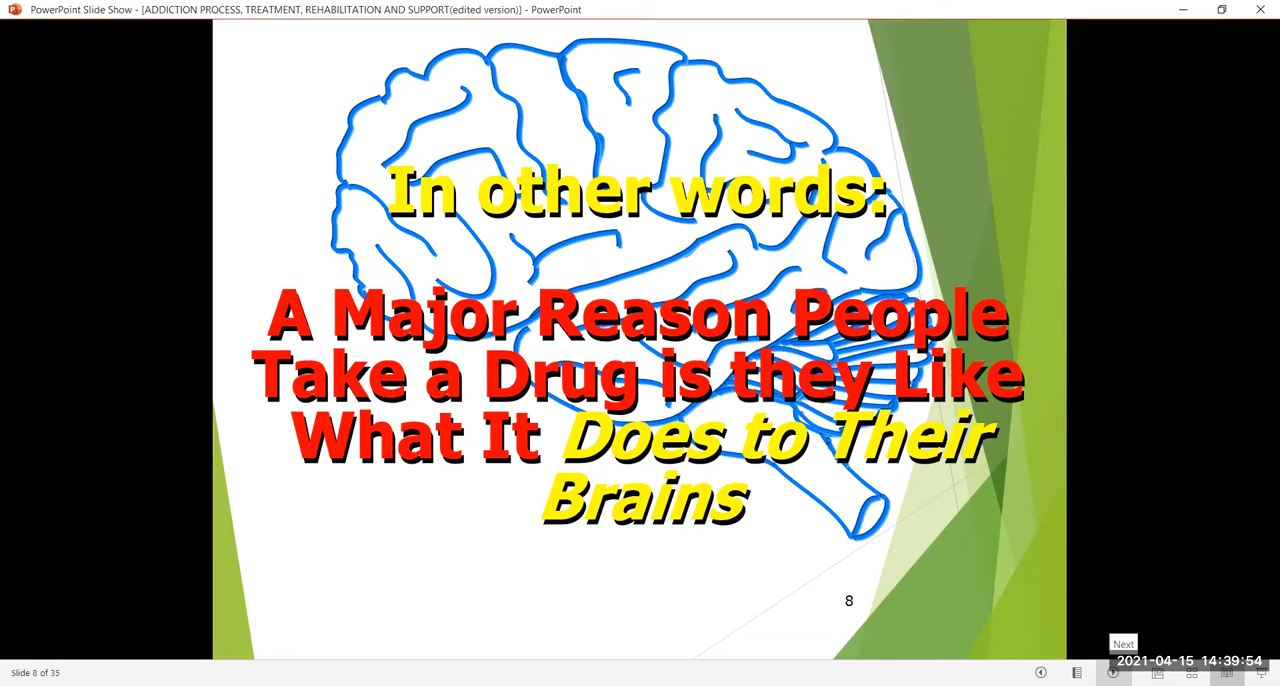 PowerPoint Slide Show - [ADDICTION PROCESS, TREATMENT, REHABILITATION AND SUPPORT(edited version)] - PowerPoint
In other words:
A Major Reason People
Take a Drug is they Like
What It Does to Their
Brains
8
Next
2021-04-15 14:39:54
Slide 8 of 35